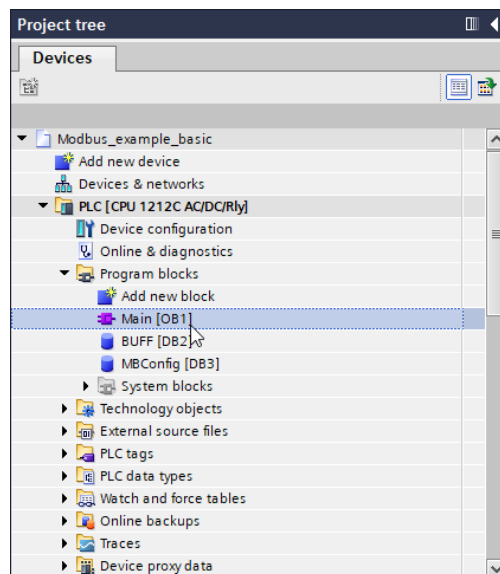 Project tree
Devices
Modbus_example_basic
Add new device
Devices & networks
PLC [CPU 1212C AC/DC/Rly]
Device configuration
Online & diagnostics
Program blocks
Add new block
Main [OB1]
BUFF [DB2]
MBConfig [DB3]
System blocks
Technology objects
External source files
PLC tags
PLC data types
Watch and force tables
Online backups
Traces
Device proxy data